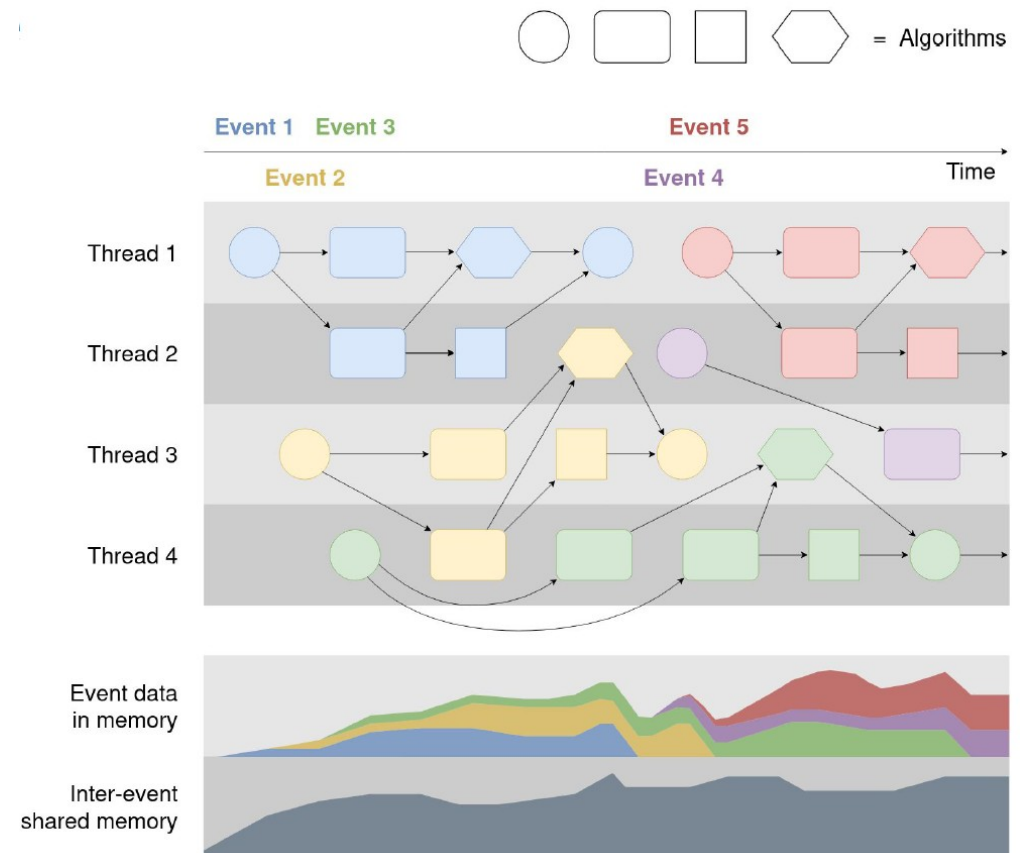 = Algorithms
Event 1 Event 3 Event 5
Time
Event 2 Event 4
Thread 1
Thread 2
Thread 3
Thread 4
Event data
in memory
Inter-event
shared memory